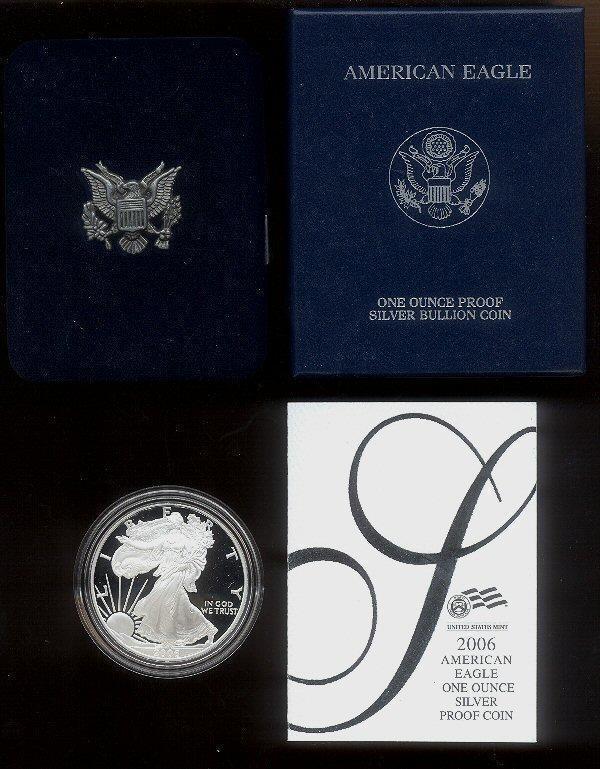 AMERICAN EAGLE
ONE OUNCE PROOF
SILVER BULLION COIN
LIBERTY
IN GOD
WE TRUST
2006
UNITED STATES MINT
2006
AMERICAN
EAGLE
ONE OUNCE
SILVER
PROOF COIN